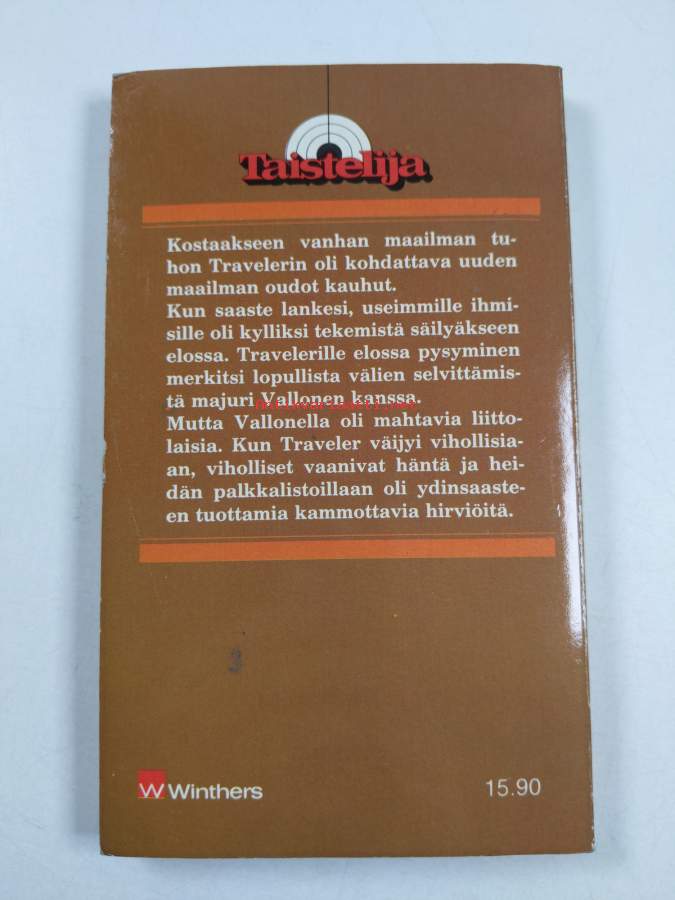 Taistelija
Kostaakseen vanhan maailman tu-
hon Travelerin oli kohdattava uuden
maailman oudot kauhut.
Kun saaste lankesi, useimmille ihmi-
sille oli kylliksi tekemistä säilyäkseen
elossa. Travelerille elossa pysyminen
merkitsi lopullista välien selvittämis-
tä majuri Vallonen kanssa.
Mutta Vallonella oli mahtavia liitto-
laisia. Kun Traveler väijyi vihollisia-
an, viholliset vaanivat häntä ja hei-
dän palkkalistoillaan oli ydinsaaste-
en tuottamia kammottavia hirviöitä.
3
W Winthers
15.90